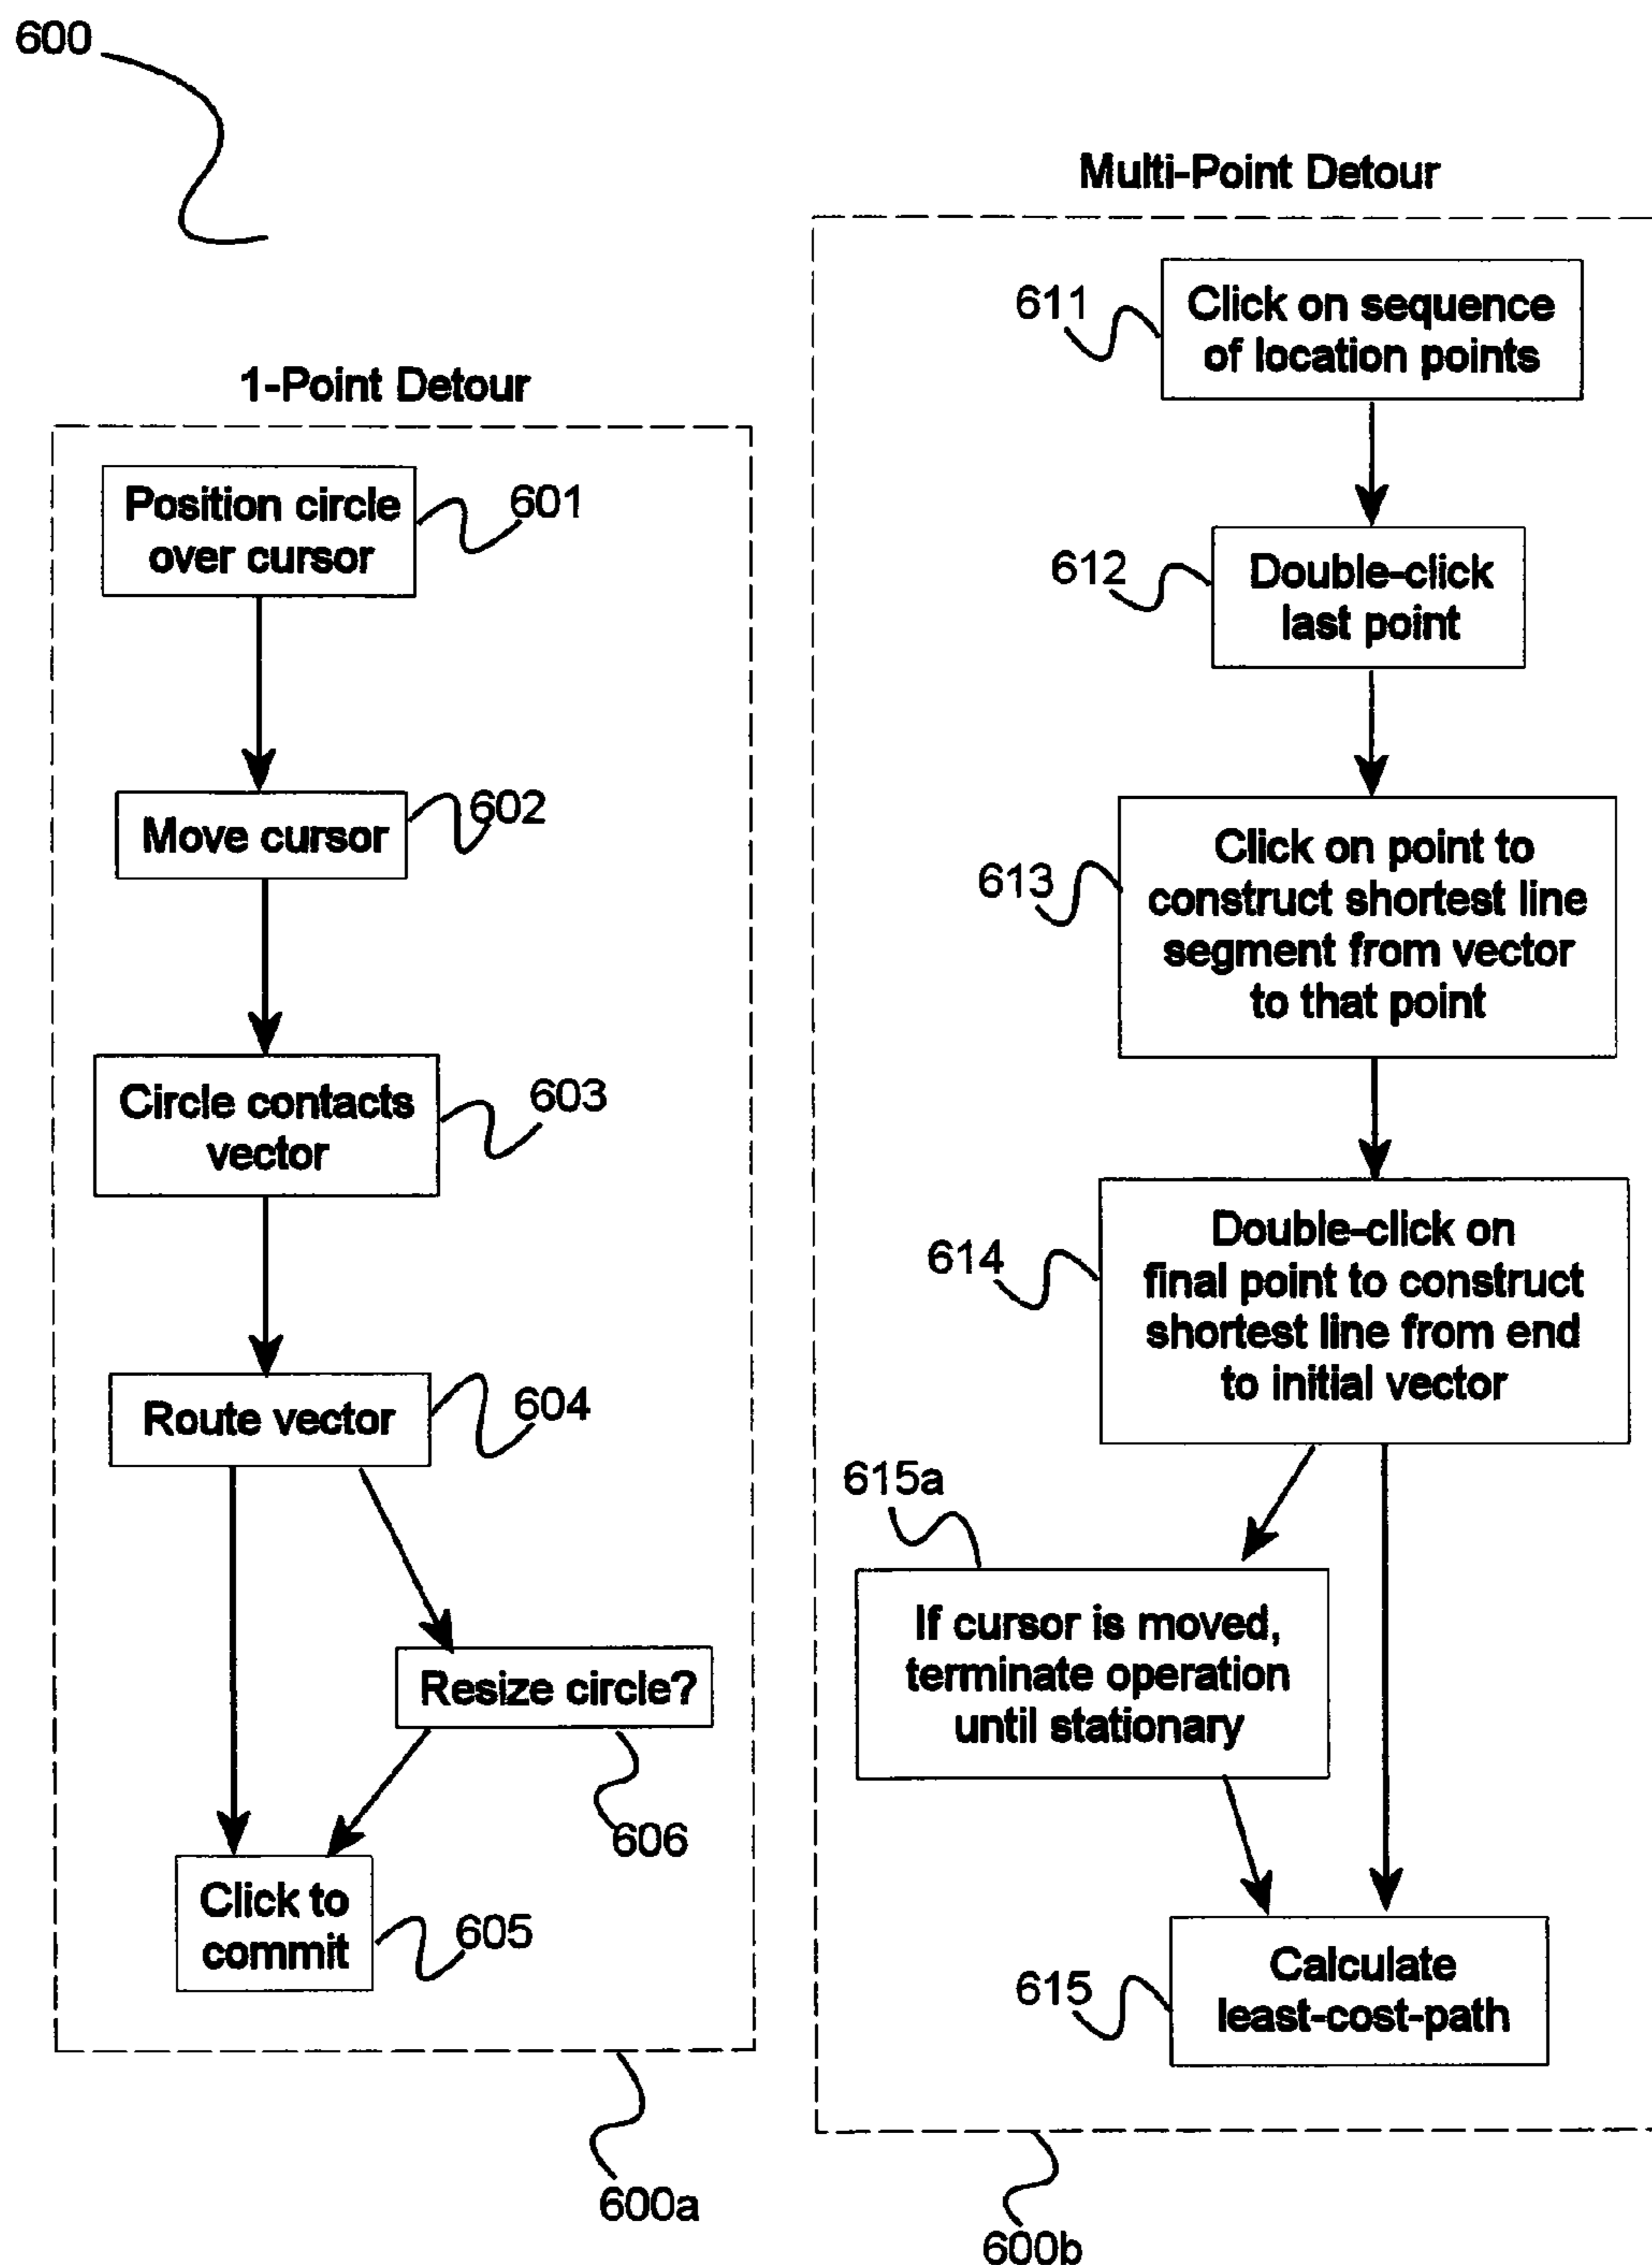 600
1-Point Detour
Position circle
over cursor
601
Move cursor
602
Circle contacts
vector
603
Route vector
604
Resize circle?
606
Click to
commit
605
600a
Multi-Point Detour
611
Click on sequence
of location points
612
Double-click
last point
613
Click on point to
construct shortest line
segment from vector
to that point
614
Double-click on
final point to construct
shortest line from end
to initial vector
615a
If cursor is moved,
terminate operation
until stationary
615
Calculate
least-cost-path
600b